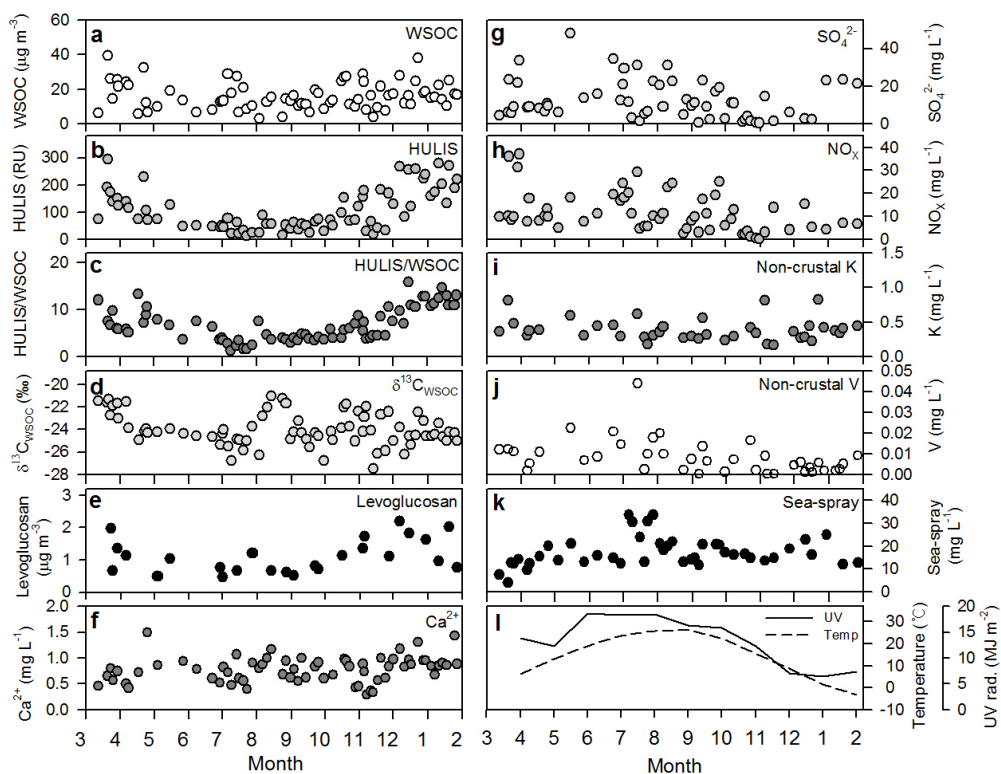 a
WSOC
WSOC (µg m⁻³)
60
40
20
0
b
HULIS
HULIS (RU)
300
200
100
0
c
HULIS/WSOC
HULIS/WSOC
20
10
0
d
δ¹³C_WSOC
δ¹³C_WSOC (‰)
-20
-22
-24
-26
-28
e
Levoglucosan
Levoglucosan
(µg m⁻³)
3
2
1
0
f
Ca²⁺
Ca²⁺ (mg L⁻¹)
2.0
1.5
1.0
0.5
0.0
3 4 5 6 7 8 9 10 11 12 1 2
Month
g
SO₄²⁻
SO₄²⁻ (mg L⁻¹)
40
20
0
h
NOₓ
NOₓ (mg L⁻¹)
40
30
20
10
0
i
Non-crustal K
K (mg L⁻¹)
1.5
1.0
0.5
0.0
j
Non-crustal V
V (mg L⁻¹)
0.05
0.04
0.03
0.02
0.01
0.00
k
Sea-spray
Sea-spray
(mg L⁻¹)
40
30
20
10
0
l
UV
Temp
Temperature (℃)
30
20
10
0
-10
UV irrad. (MJ m⁻²)
20
15
10
5
0
3 4 5 6 7 8 9 10 11 12 1 2
Month